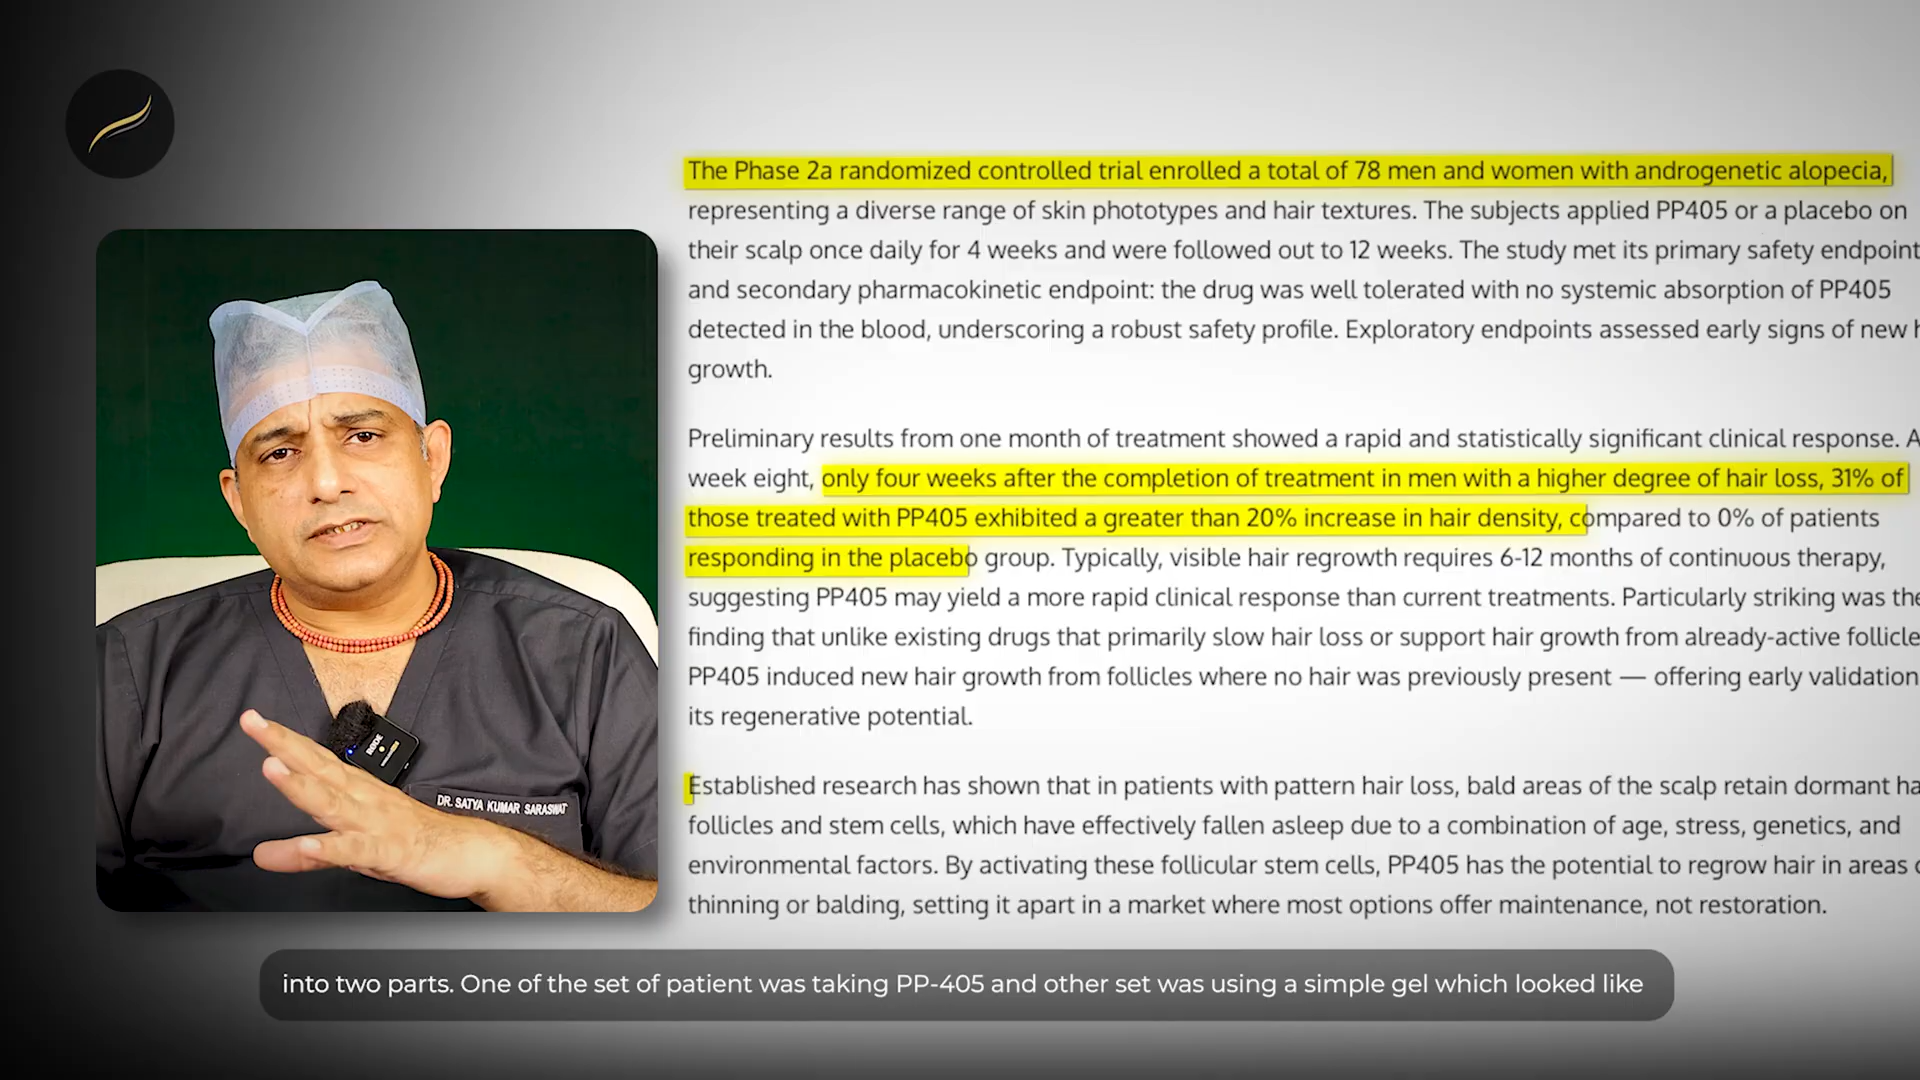 The Phase 2a randomized controlled trial enrolled a total of 78 men and women with androgenetic alopecia,
representing a diverse range of skin phototypes and hair textures. The subjects applied PP405 or a placebo on
their scalp once daily for 4 weeks and were followed out to 12 weeks. The study met its primary safety endpoint
and secondary pharmacokinetic endpoint: the drug was well tolerated with no systemic absorption of PP405
detected in the blood, underscoring a robust safety profile. Exploratory endpoints assessed early signs of new
growth.
Preliminary results from one month of treatment showed a rapid and statistically significant clinical response.
week eight, only four weeks after the completion of treatment in men with a higher degree of hair loss, 31% of
those treated with PP405 exhibited a greater than 20% increase in hair density, compared to 0% of patients
responding in the placebo group. Typically, visible hair regrowth requires 6-12 months of continuous therapy,
suggesting PP405 may yield a more rapid clinical response than current treatments. Particularly striking was the
finding that unlike existing drugs that primarily slow hair loss or support hair growth from already-active follicle
PP405 induced new hair growth from follicles where no hair was previously present — offering early validation
its regenerative potential.
Established research has shown that in patients with pattern hair loss, bald areas of the scalp retain dormant ha
follicles and stem cells, which have effectively fallen asleep due to a combination of age, stress, genetics, and
environmental factors. By activating these follicular stem cells, PP405 has the potential to regrow hair in areas
thinning or balding, setting it apart in a market where most options offer maintenance, not restoration.
RØDE
DR. SATYA KUMAR SARASWAT
into two parts. One of the set of patient was taking PP-405 and other set was using a simple gel which looked like